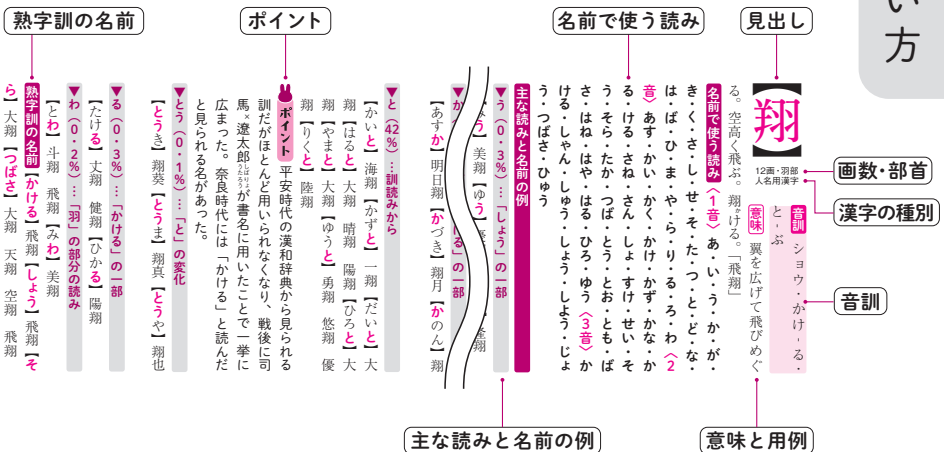 い方
見出し
名前で使う読み
ポイント
熟字訓の名前
画数・部首
漢字の種別
音訓
意味と用例
主な読みと名前の例
【翔】
12画・羽部
人名用漢字
音訓 ショウ・かけ‐る・
と‐ぶ
意味 翼を広げて飛びめぐ
る。空高く飛ぶ。翔ける。「飛翔」
名前で使う読み〈1音〉あ・い・う・か・が・
き・く・さ・し・せ・そ・た・つ・と・ど・な・
は・ば・ひ・ま・や・ら・り・る・ろ・わ〈2
音〉あす・かい・かく・かけ・かず・かな・か
る・ける・さね・さん・しょ・すけ・せい・そ
う・そら・たか・つば・とう・とお・とも・ば
さ・はね・はや・はる・ひろ・ゆう〈3音〉か
ける・しゃん・しゅう・しょう・しよう・じょ
う・つばさ・ひゅう
主な読みと名前の例
▼う（0・3%）…「しょう」の一部
う】美翔【ゆう】
翔
▼か
る」の一部
【あすか】明日翔【かづき】翔月【かのん】翔
▼と（42%）…訓読みから
【かいと】海翔【かずと】一翔【だいと】大
翔【はると】大翔 晴翔 陽翔【ひろと】大
翔【やまと】大翔【ゆうと】勇翔 悠翔 優
翔【りくと】陸翔
ポイント 平安時代の漢和辞典から見られる
訓だがほとんど用いられなくなり、戦後に司
馬遼太郎が書名に用いたことで一挙に
広まった。奈良時代には「かける」と読んだ
と見られる名があった。
▼とう（0・1%）…「と」の変化
【とうき】翔葵【とうま】翔真【とうや】翔也
▼る（0・3%）…「かける」の一部
【たける】丈翔 健翔【ひかる】陽翔
▼わ（0・2%）…「羽」の部分の読み
【とわ】斗翔 飛翔【みわ】美翔
熟字訓の名前【かける】飛翔【しょう】飛翔【そ
ら】大翔【つばさ】大翔 天翔 空翔 飛翔